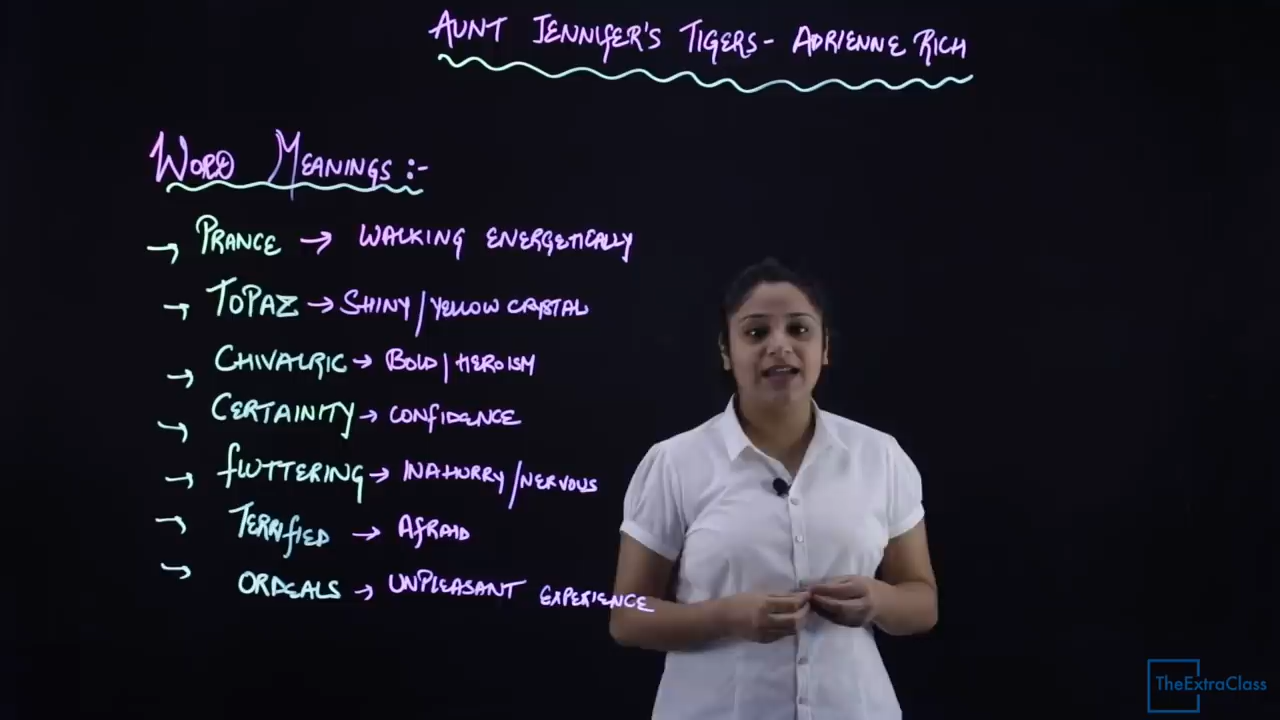 AUNT JENNIFER'S TIGERS - ADRIENNE RICH
WORD MEANINGS :-
→ PRANCE → WALKING ENERGETICALLY
→ TOPAZ → SHINY / YELLOW CRYSTAL
→ CHIVALRIC → BOLD / HEROISM
→ CERTAINITY → CONFIDENCE
→ FLUTTERING → IN A HURRY / NERVOUS
→ TERRIFIED → AFRAID
→ ORDEALS → UNPLEASANT EXPERIENCE
TheExtraClass